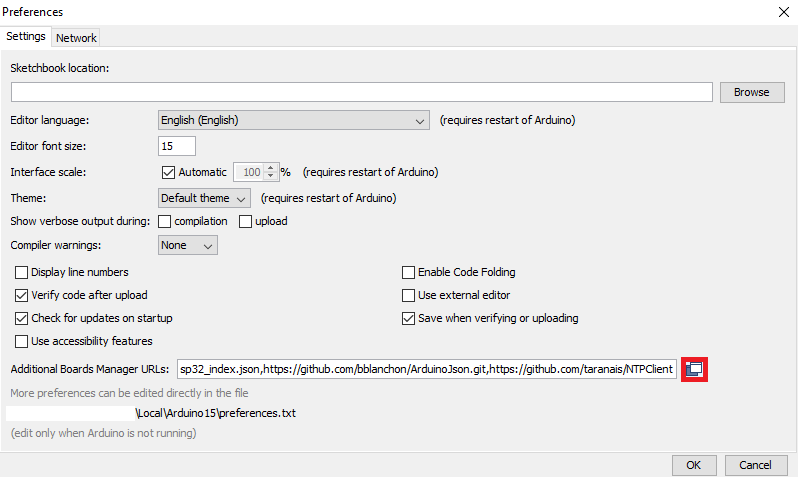 Preferences
Settings Network
Sketchbook location:
Browse
Editor language: English (English) (requires restart of Arduino)
Editor font size: 15
Interface scale: Automatic 100 % (requires restart of Arduino)
Theme: Default theme (requires restart of Arduino)
Show verbose output during: compilation upload
Compiler warnings: None
Display line numbers Enable Code Folding
Verify code after upload Use external editor
Check for updates on startup Save when verifying or uploading
Use accessibility features
Additional Boards Manager URLs: sp32_index.json,https://github.com/bblanchon/ArduinoJson.git,https://github.com/taranais/NTPClient
More preferences can be edited directly in the file
\Local\Arduino15\preferences.txt
(edit only when Arduino is not running)
OK Cancel